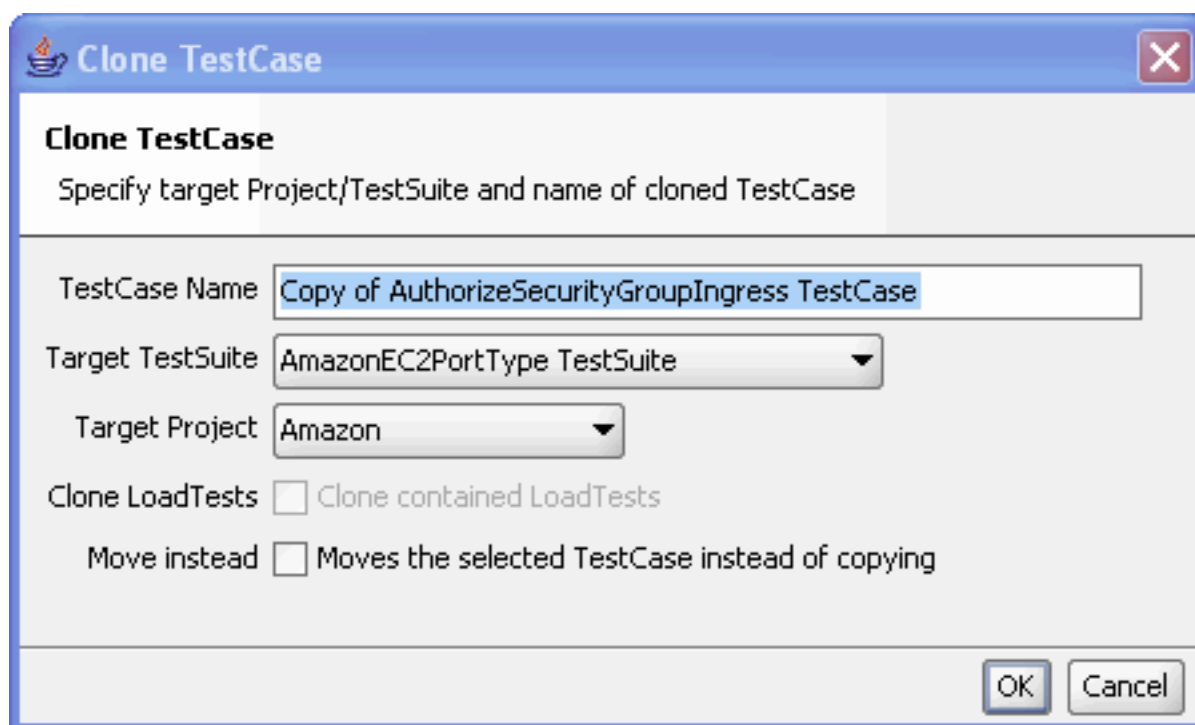 Clone TestCase
Clone TestCase
Specify target Project/TestSuite and name of cloned TestCase
TestCase Name Copy of AuthorizeSecurityGroupIngress TestCase
Target TestSuite AmazonEC2PortType TestSuite
Target Project Amazon
Clone LoadTests Clone contained LoadTests
Move instead Moves the selected TestCase instead of copying
OK Cancel